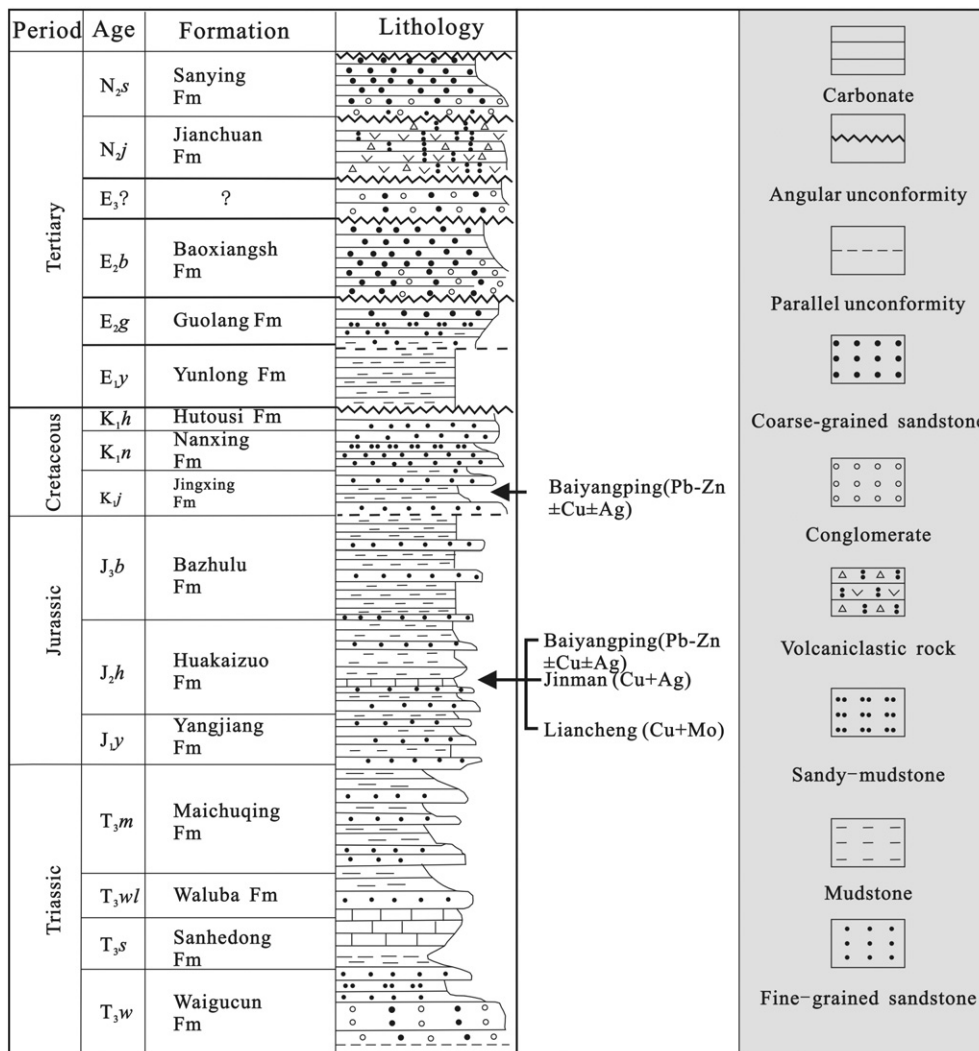 Period Age Formation Lithology
Tertiary
N₂s Sanying
Fm
N₂j Jianchuan
Fm
E₃? ?
E₂b Baoxiangsh
Fm
E₂g Guolang Fm
E₁y Yunlong Fm
Cretaceous
K₁h Hutousi Fm
K₁n Nanxing
Fm
K₁j Jingxing
Fm
Jurassic
J₃b Bazhulu
Fm
J₂h Huakaizuo
Fm
J₁y Yangjiang
Fm
Triassic
T₃m Maichuqing
Fm
T₃wl Waluba Fm
T₃s Sanhedong
Fm
T₃w Waigucun
Fm
Baiyangping(Pb-Zn
±Cu±Ag)
Baiyangping(Pb-Zn
±Cu±Ag)
Jinman (Cu+Ag)
Liancheng (Cu+Mo)
Carbonate
Angular unconformity
Parallel unconformity
Coarse-grained sandstone
Conglomerate
Volcaniclastic rock
Sandy-mudstone
Mudstone
Fine-grained sandstone